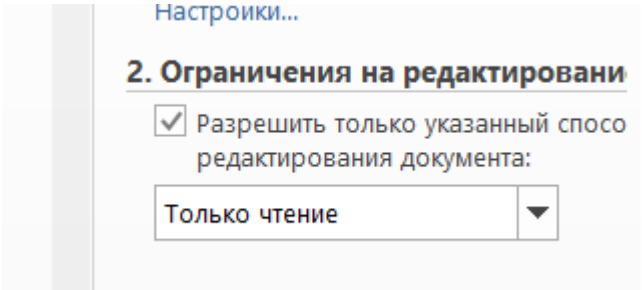 Настройки...
2. Ограничения на редактировани
Разрешить только указанный спосо
редактирования документа:
Только чтение